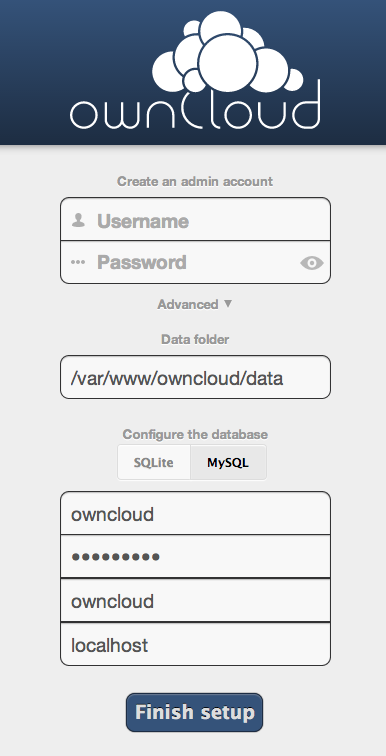 ownCloud
Create an admin account
Username
Password
Advanced ▼
Data folder
/var/www/owncloud/data
Configure the database
SQLite MySQL
owncloud
•••••••••
owncloud
localhost
Finish setup